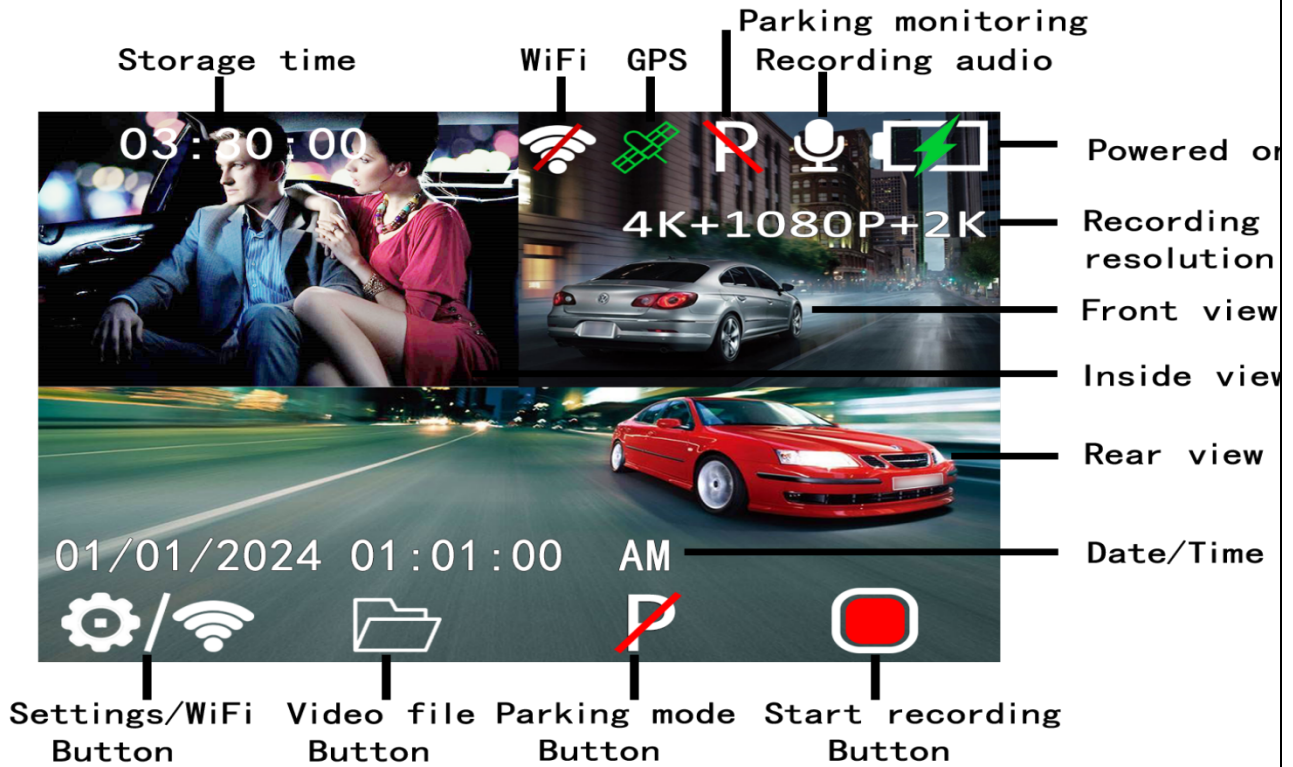 Parking monitoring
Storage time WiFi GPS Recording audio
03:30:00 P
Powered on
4K+1080P+2K Recording
resolution
Front view
Inside view
Rear view
01/01/2024 01:01:00 AM Date/Time
/ P
Settings/WiFi Video file Parking mode Start recording
Button Button Button Button